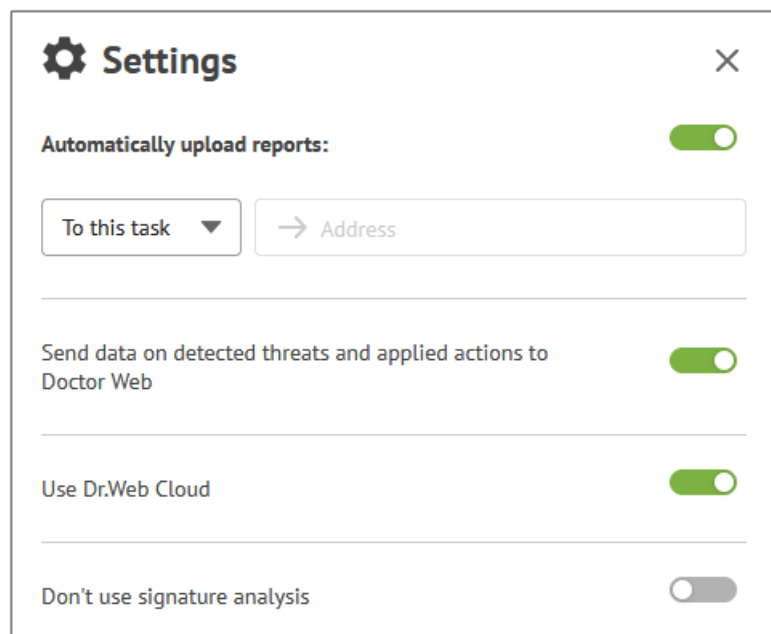 Settings
Automatically upload reports:
To this task
Address
Send data on detected threats and applied actions to
Doctor Web
Use Dr.Web Cloud
Don't use signature analysis